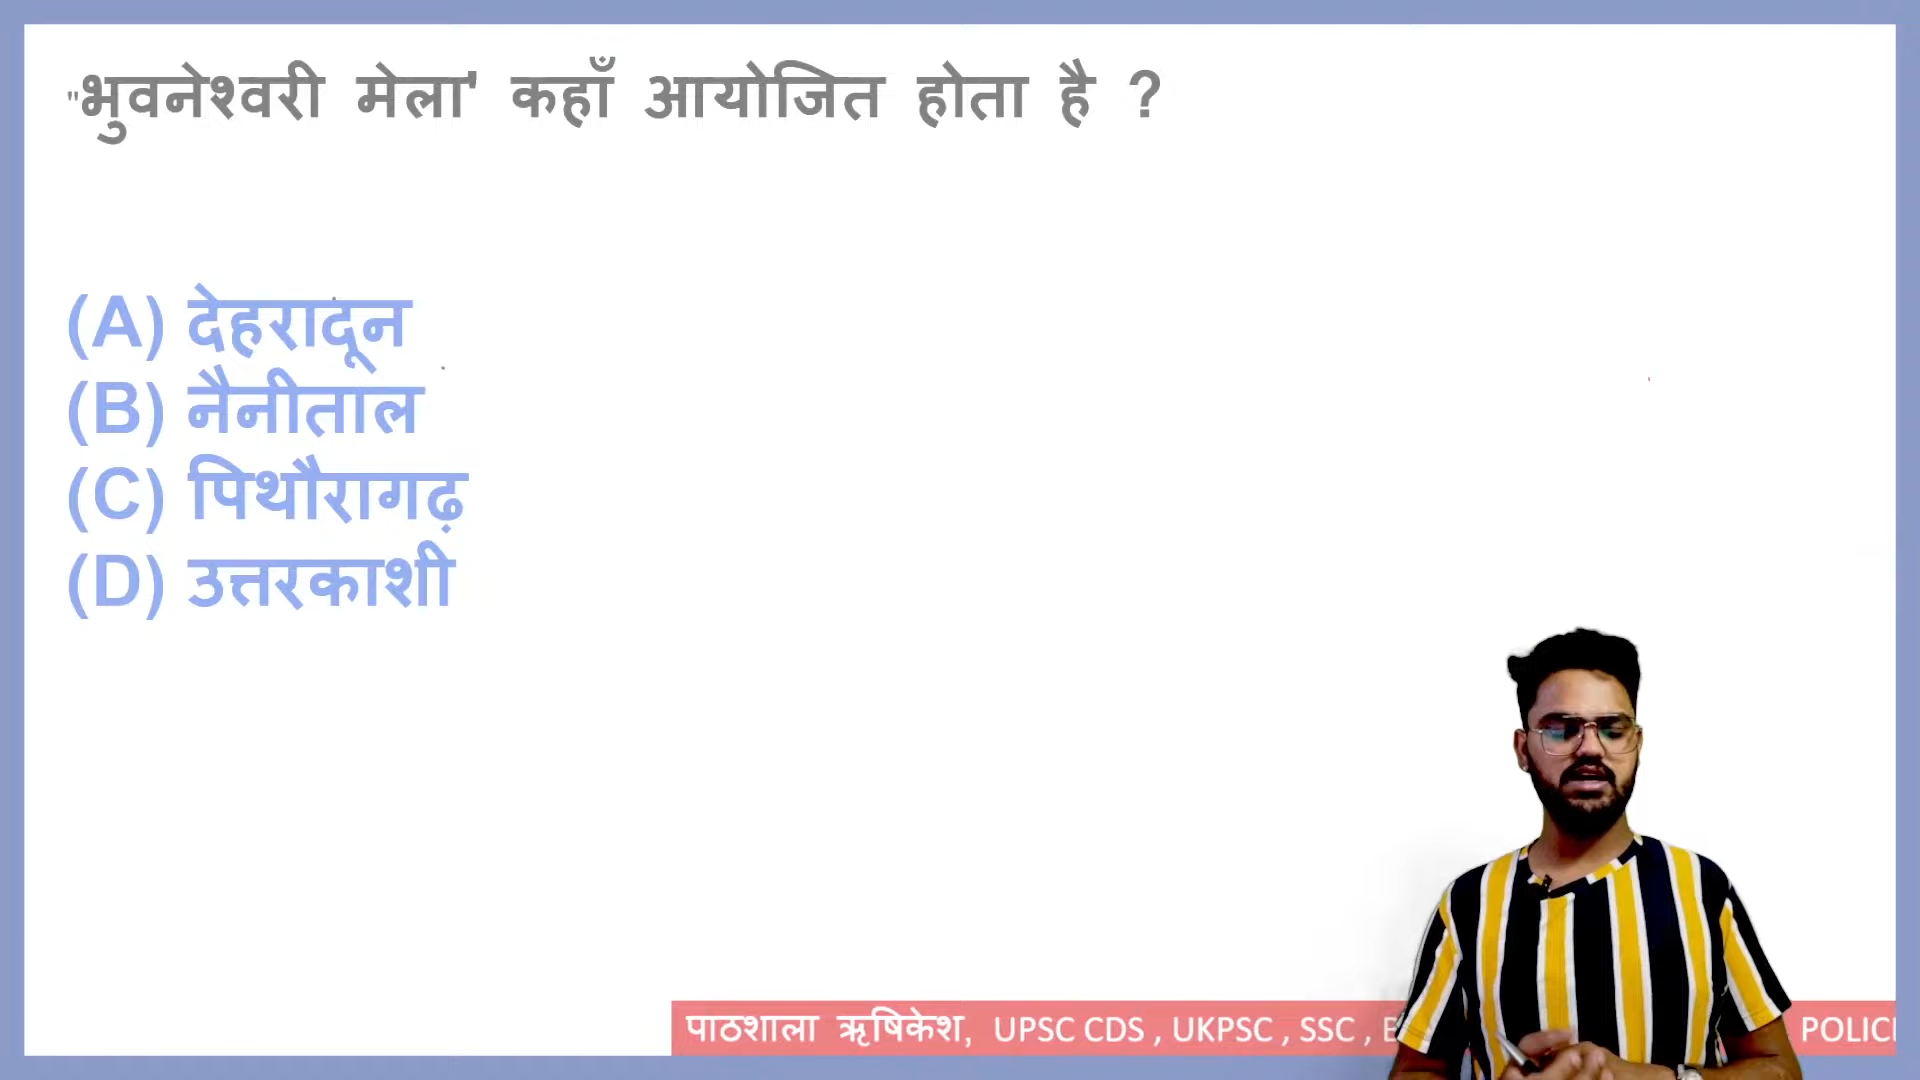 "भुवनेश्वरी मेला' कहाँ आयोजित होता है ?
(A) देहरादून
(B) नैनीताल
(C) पिथौरागढ़
(D) उत्तरकाशी
पाठशाला ऋषिकेश, UPSC CDS , UKPSC , SSC ,